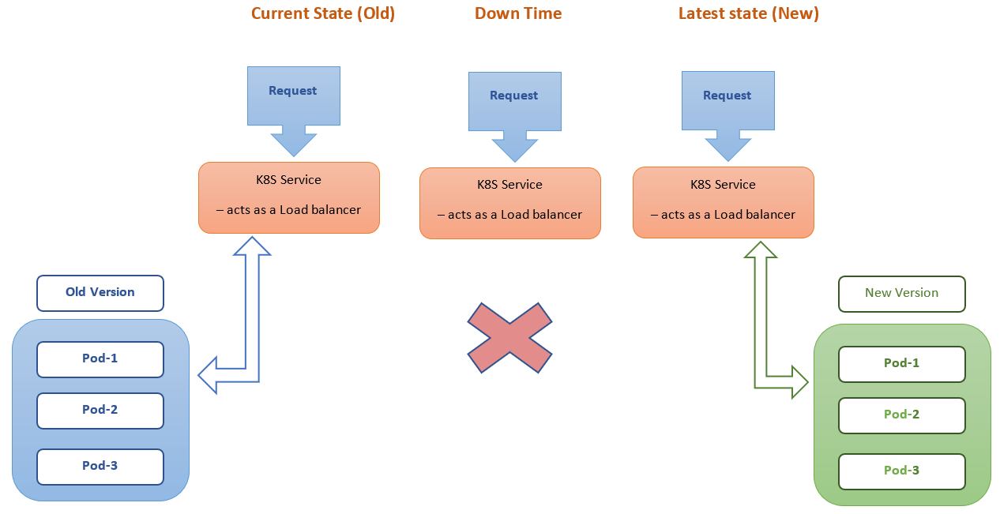 Current State (Old)
Down Time
Latest state (New)
Request
Request
Request
K8S Service
– acts as a Load balancer
K8S Service
– acts as a Load balancer
K8S Service
– acts as a Load balancer
Old Version
Pod-1
Pod-2
Pod-3
New Version
Pod-1
Pod-2
Pod-3